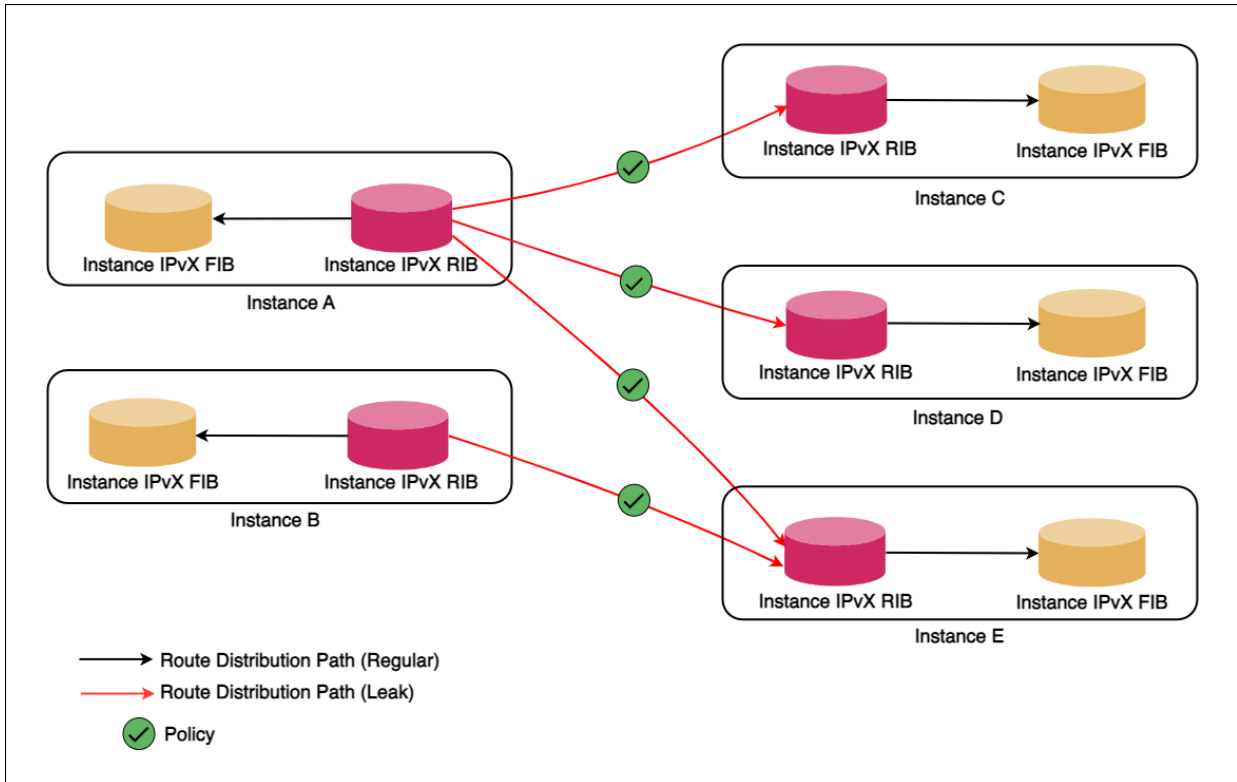 Instance IPvX RIB
Instance IPvX FIB
Instance C
Instance IPvX FIB
Instance IPvX RIB
Instance A
Instance IPvX RIB
Instance IPvX FIB
Instance D
Instance IPvX FIB
Instance IPvX RIB
Instance B
Instance IPvX RIB
Instance IPvX FIB
Instance E
Route Distribution Path (Regular)
Route Distribution Path (Leak)
Policy